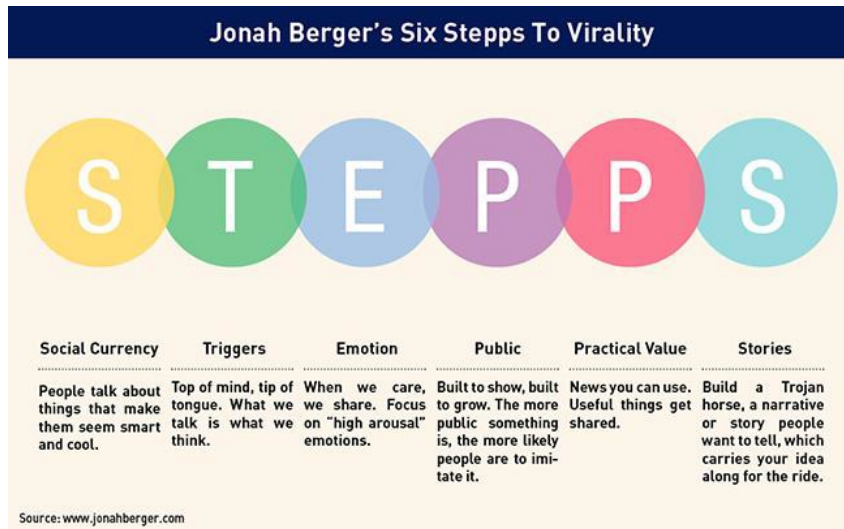 Jonah Berger's Six Stepps To Virality
S T E P P S
Social Currency
People talk about
things that make
them seem smart
and cool.
Triggers
Top of mind, tip of
tongue. What we
talk is what we
think.
Emotion
When we care,
we share. Focus
on "high arousal"
emotions.
Public
Built to show, built
to grow. The more
public something
is, the more likely
people are to imi-
tate it.
Practical Value
News you can use.
Useful things get
shared.
Stories
Build a Trojan
horse, a narrative
or story people
want to tell, which
carries your idea
along for the ride.
Source: www.jonahberger.com